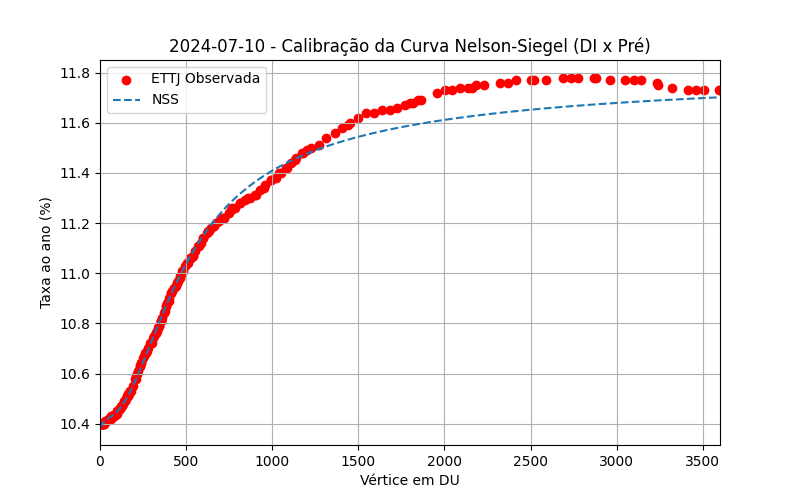 2024-07-10 - Calibração da Curva Nelson-Siegel (DI x Pré)
ETTJ Observada
NSS
Taxa ao ano (%)
11.8
11.6
11.4
11.2
11.0
10.8
10.6
10.4
0 500 1000 1500 2000 2500 3000 3500
Vértice em DU